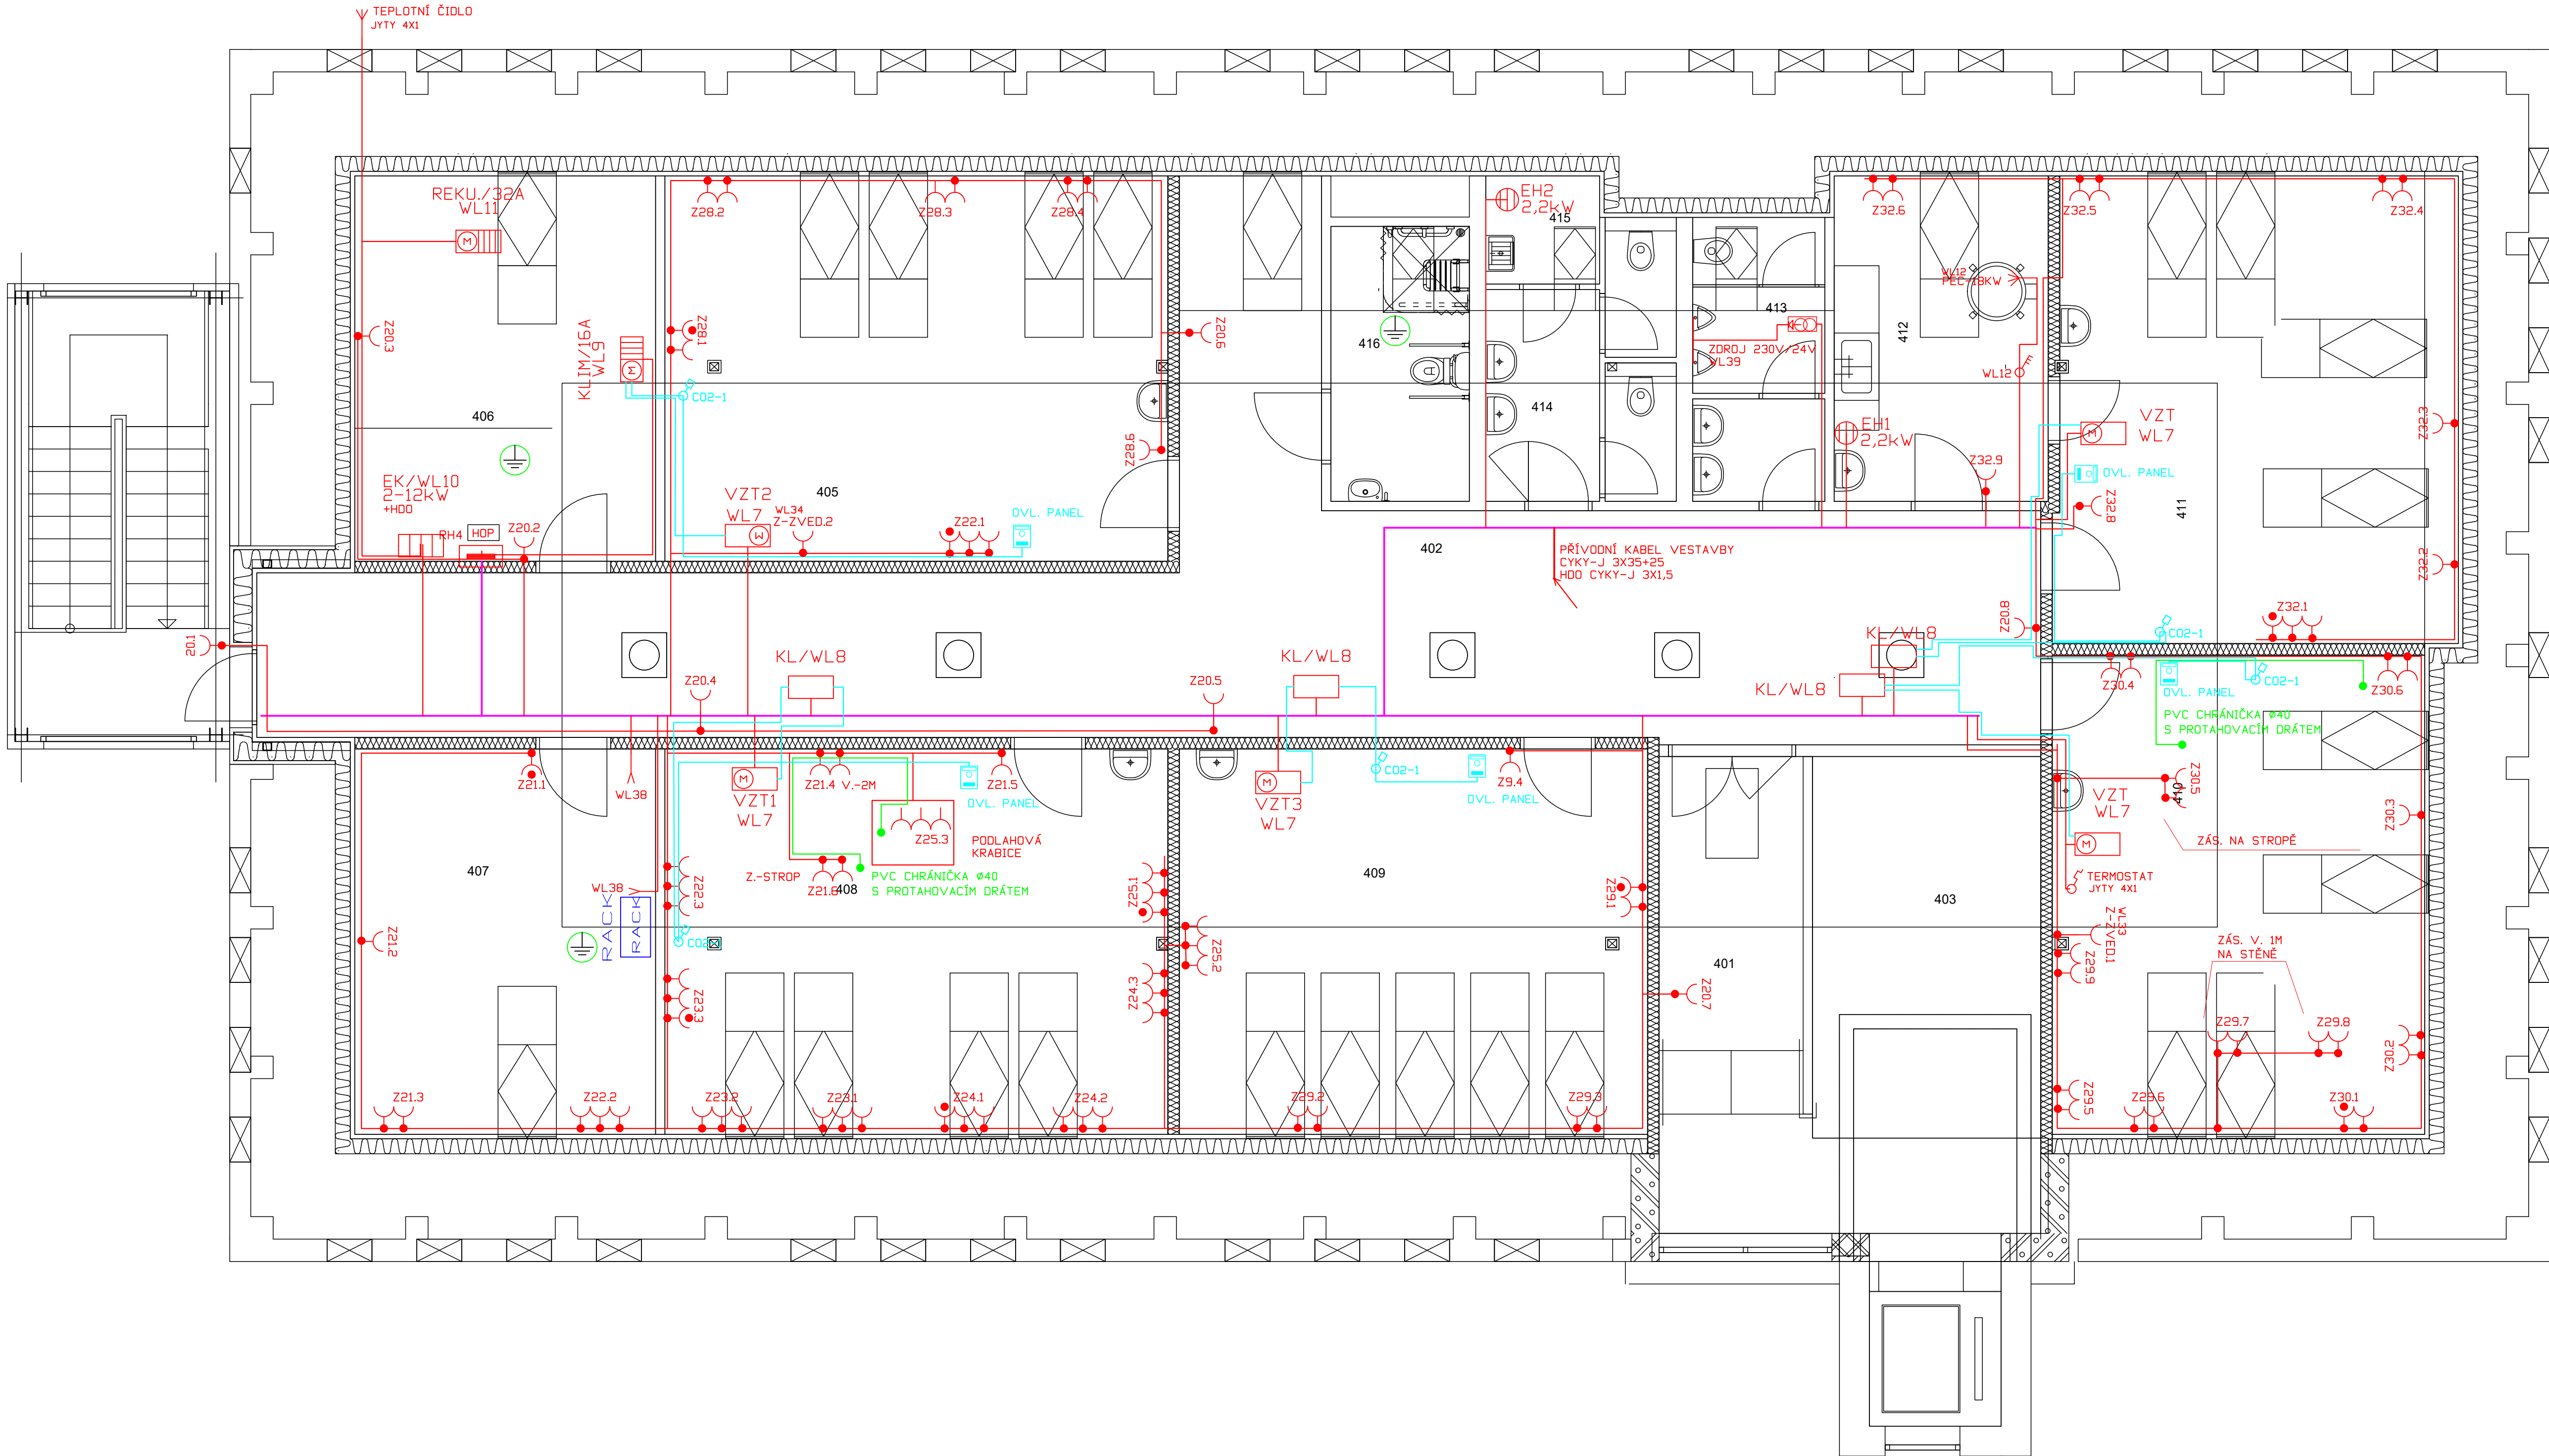 TEPLOTNÍ ČIDLO
JYTY 4X1
REKU./32A
WL11
Z28.2
Z28.3
Z28.4
EH2
2,2kW
415
Z32.6
Z32.5
Z32.4
Z20.3
KLIM/16A
WL9
Z28.1
Z20.6
416
413
412
WL12
PEC-18KW
ZDROJ 230V/24V
WL39
WL12
CO2-1
406
414
Z28.6
EH1
2,2kW
VZT
WL7
Z32.3
EK/WL10
2-12kW
+HDO
405
Z32.9
OVL. PANEL
VZT2
WL7
WL34
Z-ZVED.2
Z22.1
OVL. PANEL
Z32.8
411
RH4
HOP
Z20.2
402
PŘÍVODNÍ KABEL VESTAVBY
CYKY-J 3X35+25
HDO CYKY-J 3X1,5
Z32.2
Z20.8
Z32.1
20.1
KL/WL8
KL/WL8
KL/WL8
CO2-1
Z20.4
Z20.5
KL/WL8
Z30.4
OVL. PANEL
CO2-1
Z30.6
PVC CHRÁNIČKA ø40
S PROTAHOVACÍM DRÁTEM
Z21.1
WL38
VZT1
WL7
Z21.4 V.-2M
Z21.5
OVL. PANEL
VZT3
WL7
CO2-1
OVL. PANEL
Z9.4
Z30.5
410
VZT
WL7
Z30.3
Z25.3
PODLAHOVÁ
KRABICE
ZÁS. NA STROPĚ
407
Z.-STROP
Z21.6
408
PVC CHRÁNIČKA ø40
S PROTAHOVACÍM DRÁTEM
409
TERMOSTAT
JYTY 4X1
WL38
RACK
RACK
Z22.3
Z25.1
Z29.1
403
WL33
Z-ZVED.1
Z21.2
Z25.2
401
Z29.9
ZÁS. V. 1M
NA STĚNĚ
Z23.3
Z24.3
Z20.7
Z29.7
Z29.8
Z30.2
Z21.3
Z22.2
Z23.2
Z23.1
Z24.1
Z24.2
Z29.2
Z29.3
Z29.5
Z29.6
Z30.1